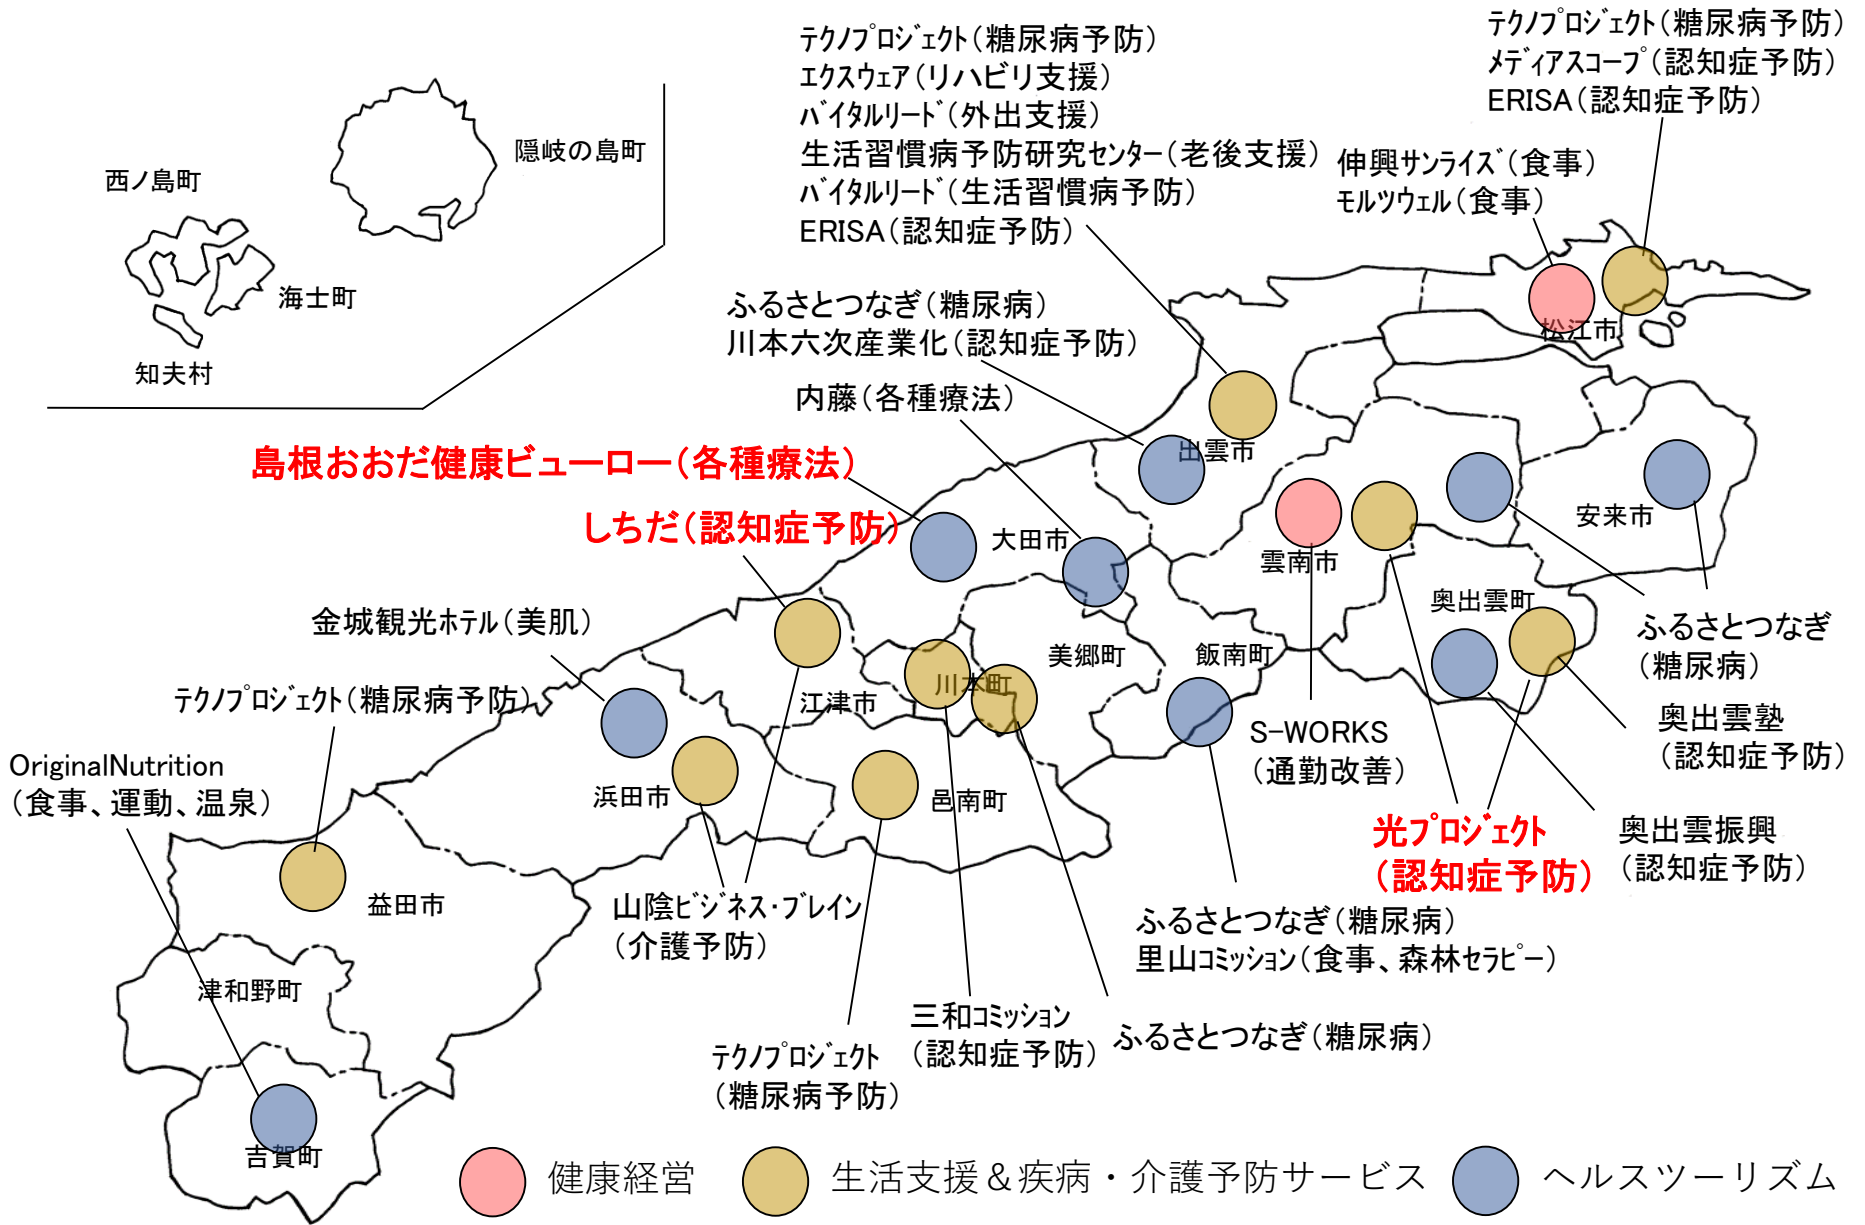 テクノプロジェクト(糖尿病予防)
エクスウェア(リハビリ支援)
バイタルリード(外出支援)
生活習慣病予防研究センター(老後支援)
バイタルリード(生活習慣病予防)
ERISA(認知症予防)
テクノプロジェクト(糖尿病予防)
メディアスコープ(認知症予防)
ERISA(認知症予防)
伸興サンライズ(食事)
モルツウェル(食事)
隠岐の島町
西ノ島町
海士町
知夫村
ふるさとつなぎ(糖尿病)
川本六次産業化(認知症予防)
内藤(各種療法)
島根おおだ健康ビューロー(各種療法)
しちだ(認知症予防)
金城観光ホテル(美肌)
テクノプロジェクト(糖尿病予防)
OriginalNutrition
(食事、運動、温泉)
松江市
出雲市
安来市
大田市
雲南市
奥出雲町
美郷町
飯南町
川本町
江津市
浜田市
邑南町
益田市
津和野町
吉賀町
ふるさとつなぎ
(糖尿病)
奥出雲塾
(認知症予防)
S-WORKS
(通勤改善)
光プロジェクト
(認知症予防)
奥出雲振興
(認知症予防)
山陰ビジネス・ブレイン
(介護予防)
ふるさとつなぎ(糖尿病)
里山コミッション(食事、森林セラピー)
三和コミッション
(認知症予防)
ふるさとつなぎ(糖尿病)
テクノプロジェクト
(糖尿病予防)
健康経営
生活支援&疾病・介護予防サービス
ヘルスツーリズム